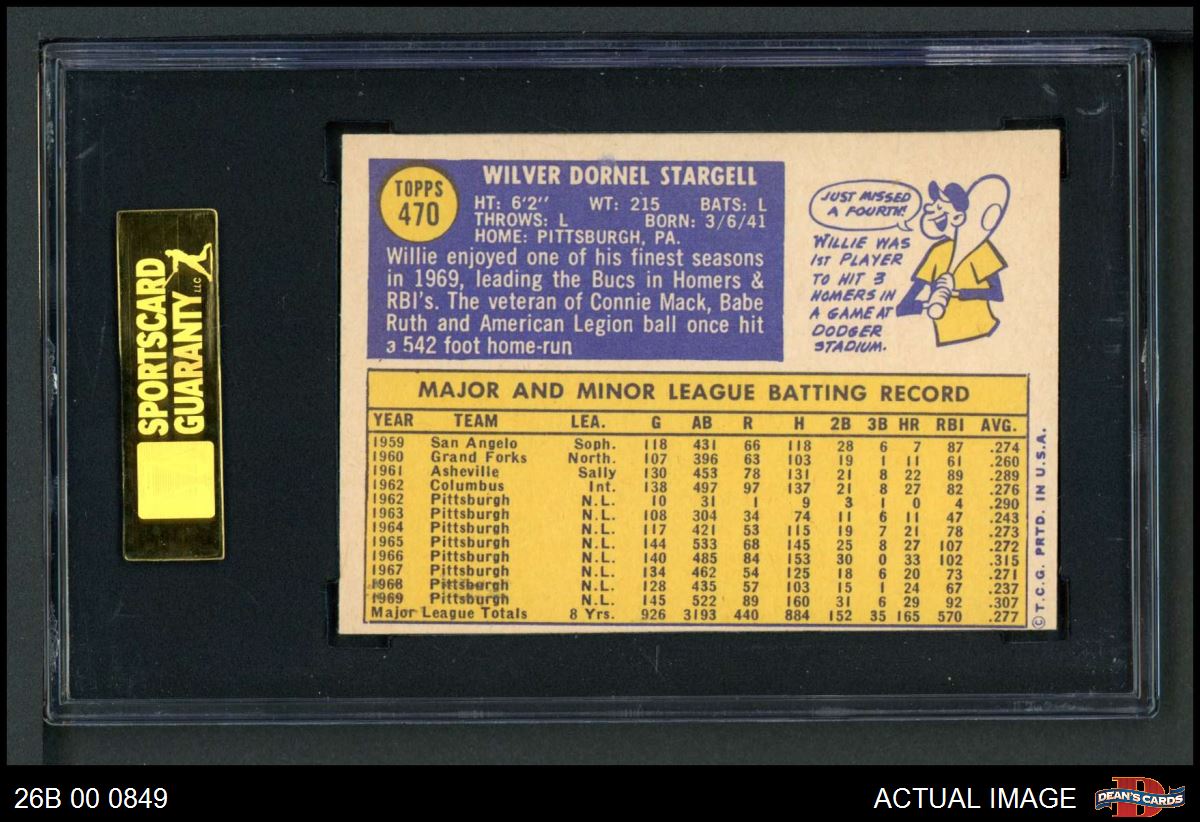 SPORTSCARD
GUARANTY LLC
TOPPS
470
WILVER DORNEL STARGELL
HT: 6'2" WT: 215 BATS: L
THROWS: L BORN: 3/6/41
HOME: PITTSBURGH, PA.
Willie enjoyed one of his finest seasons
in 1969, leading the Bucs in Homers &
RBI's. The veteran of Connie Mack, Babe
Ruth and American Legion ball once hit
a 542 foot home-run
JUST MISSED
A FOURTH!
WILLIE WAS
1ST PLAYER
TO HIT 3
HOMERS IN
A GAME AT
DODGER
STADIUM.
MAJOR AND MINOR LEAGUE BATTING RECORD
YEAR TEAM LEA. G AB R H 2B 3B HR RBI AVG.
1959 San Angelo Soph. 118 431 66 118 28 6 7 87 .274
1960 Grand Forks North. 107 396 63 103 19 1 11 61 .260
1961 Asheville Sally 130 453 78 131 21 8 22 89 .289
1962 Columbus Int. 138 497 97 137 21 8 27 82 .276
1962 Pittsburgh N.L. 10 31 1 9 3 1 0 4 .290
1963 Pittsburgh N.L. 108 304 34 74 11 6 11 47 .243
1964 Pittsburgh N.L. 117 421 53 115 19 7 21 78 .273
1965 Pittsburgh N.L. 144 533 68 145 25 8 27 107 .272
1966 Pittsburgh N.L. 140 485 84 153 30 0 33 102 .315
1967 Pittsburgh N.L. 134 462 54 125 18 6 20 73 .271
1968 Pittsburgh N.L. 128 435 57 103 15 1 24 67 .237
1969 Pittsburgh N.L. 145 522 89 160 31 6 29 92 .307
Major League Totals 8 Yrs. 926 3193 440 884 152 35 165 570 .277
© T.C.G. PRTD. IN U.S.A.
26B 00 0849
ACTUAL IMAGE
DEAN'S CARDS